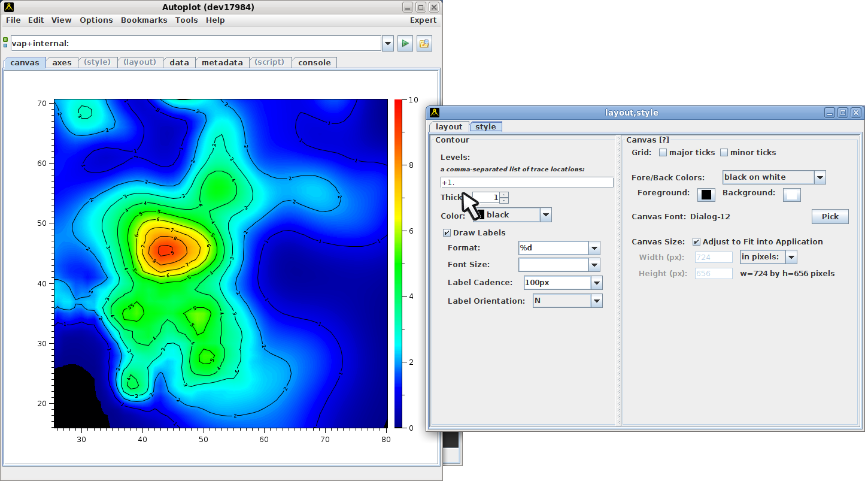 Autoplot (dev17984)
File Edit View Options Bookmarks Tools Help Expert
vap+internal:
canvas axes (style) (layout) data metadata (script) console
70
60
50
40
30
20
30 40 50 60 70 80
10
8
6
4
2
0
layout,style
layout style
Contour
Levels:
a comma-separated list of trace locations:
+1.
Thick
1
Color: black
Draw Labels
Format: %d
Font Size:
Label Cadence: 100px
Label Orientation: N
Canvas [?]
Grid: major ticks minor ticks
Fore/Back Colors: black on white
Foreground: Background:
Canvas Font: Dialog-12 Pick
Canvas Size: Adjust to Fit into Application
Width (px): 724 in pixels:
Height (px): 656 w=724 by h=656 pixels